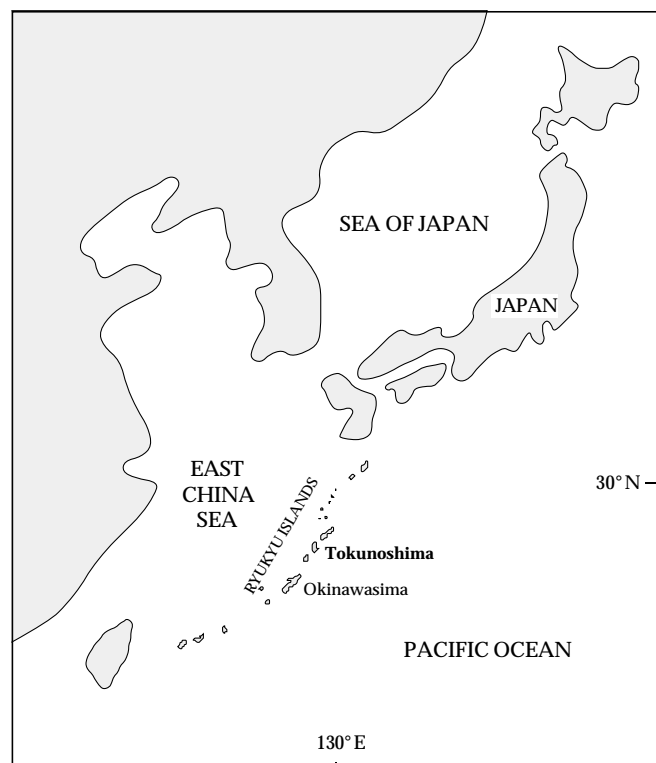 SEA OF JAPAN
JAPAN
EAST
CHINA
SEA
30° N
RYUKYU ISLANDS
Tokunoshima
Okinawasima
PACIFIC OCEAN
130° E